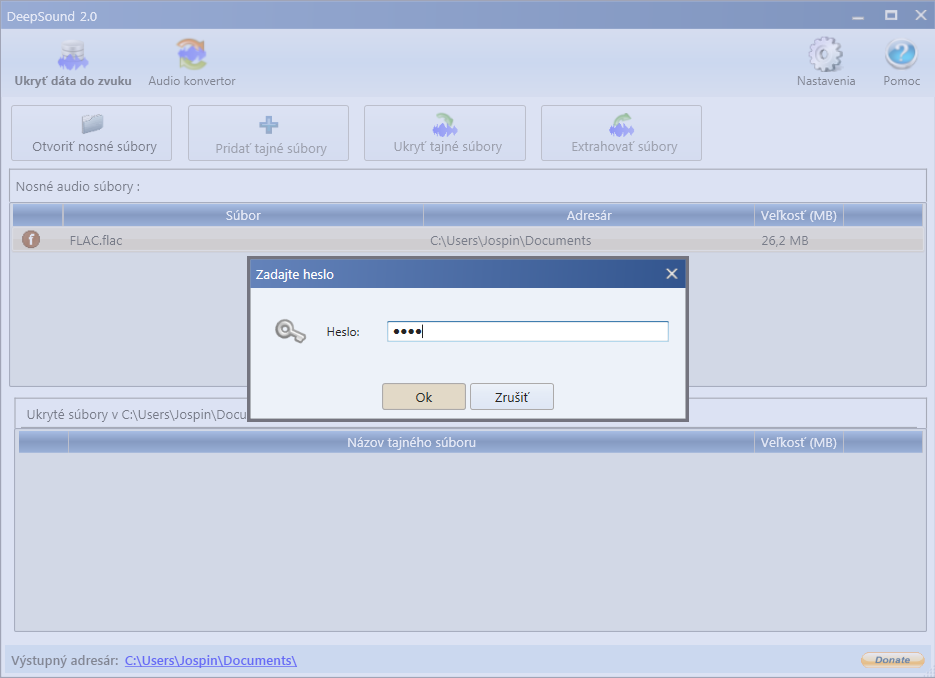 DeepSound 2.0
Ukryť dáta do zvuku Audio konvertor Nastavenia Pomoc
Otvoriť nosné súbory Pridať tajné súbory Ukryť tajné súbory Extrahovať súbory
Nosné audio súbory :
Súbor Adresár Veľkosť (MB)
f FLAC.flac C:\Users\Jospin\Documents 26,2 MB
Zadajte heslo
Heslo: ●●●●
Ok Zrušiť
Ukryté súbory v C:\Users\Jospin\Docu
Názov tajného súboru Veľkosť (MB)
Výstupný adresár: C:\Users\Jospin\Documents\ Donate